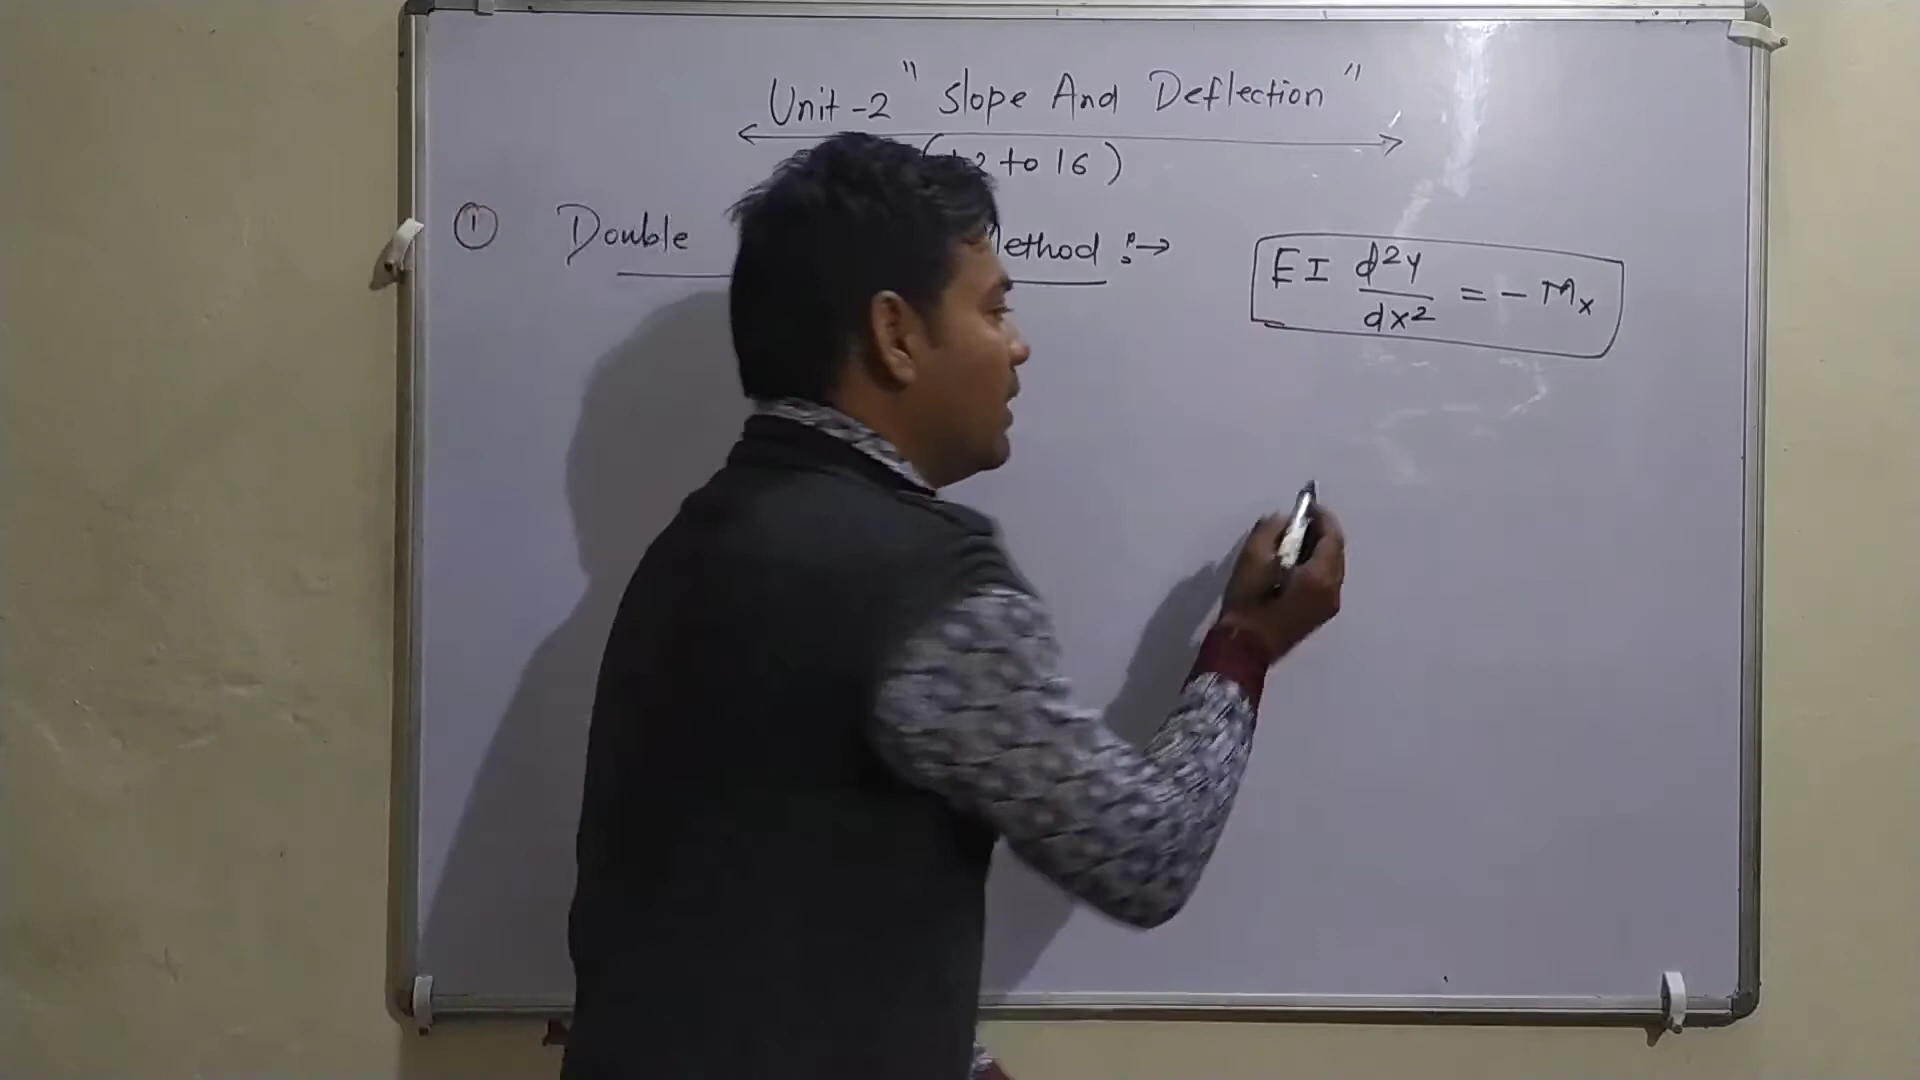 Unit-2 "Slope And Deflection"
to 16)
① Double Method :→
EI d²y/dx² = - Mx